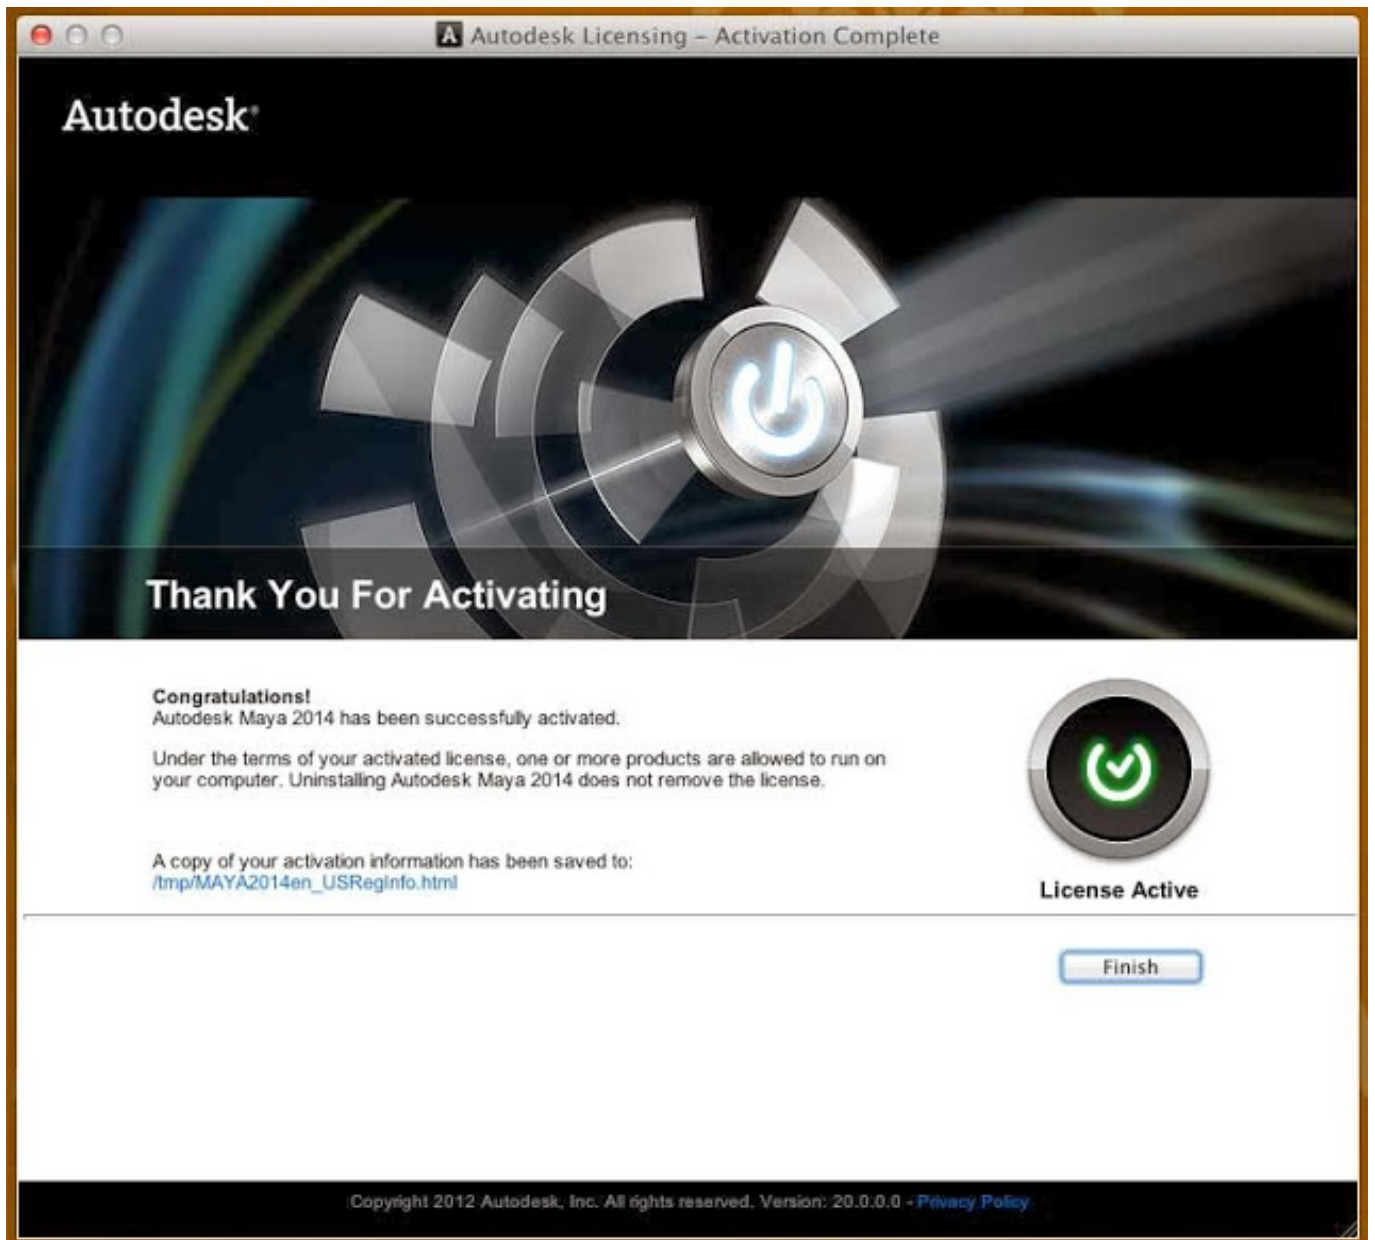 Autodesk Licensing – Activation Complete
Autodesk®
Thank You For Activating
Congratulations!
Autodesk Maya 2014 has been successfully activated.
Under the terms of your activated license, one or more products are allowed to run on
your computer. Uninstalling Autodesk Maya 2014 does not remove the license.
A copy of your activation information has been saved to:
/tmp/MAYA2014en_USRegInfo.html
License Active
Finish
Copyright 2012 Autodesk, Inc. All rights reserved. Version: 20.0.0.0 - Privacy Policy